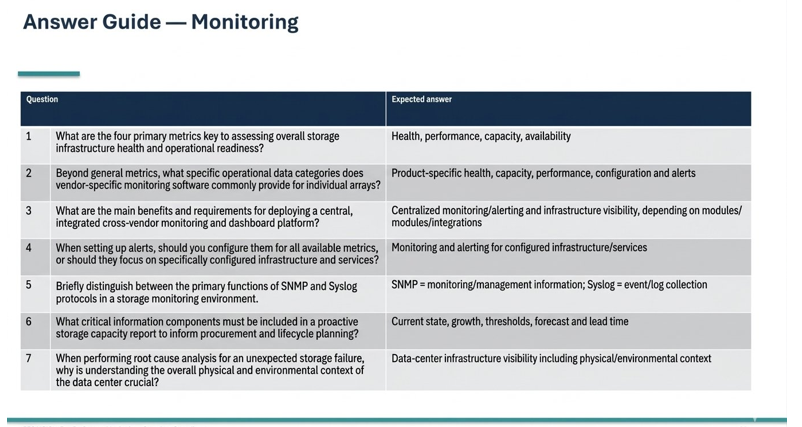 Answer Guide — Monitoring
Question
Expected answer
1
What are the four primary metrics key to assessing overall storage
infrastructure health and operational readiness?
Health, performance, capacity, availability
2
Beyond general metrics, what specific operational data categories does
vendor-specific monitoring software commonly provide for individual arrays?
Product-specific health, capacity, performance, configuration and alerts
3
What are the main benefits and requirements for deploying a central,
integrated cross-vendor monitoring and dashboard platform?
Centralized monitoring/alerting and infrastructure visibility, depending on modules/
modules/integrations
4
When setting up alerts, should you configure them for all available metrics,
or should they focus on specifically configured infrastructure and services?
Monitoring and alerting for configured infrastructure/services
5
Briefly distinguish between the primary functions of SNMP and Syslog
protocols in a storage monitoring environment.
SNMP = monitoring/management information; Syslog = event/log collection
6
What critical information components must be included in a proactive
storage capacity report to inform procurement and lifecycle planning?
Current state, growth, thresholds, forecast and lead time
7
When performing root cause analysis for an unexpected storage failure,
why is understanding the overall physical and environmental context of
the data center crucial?
Data-center infrastructure visibility including physical/environmental context